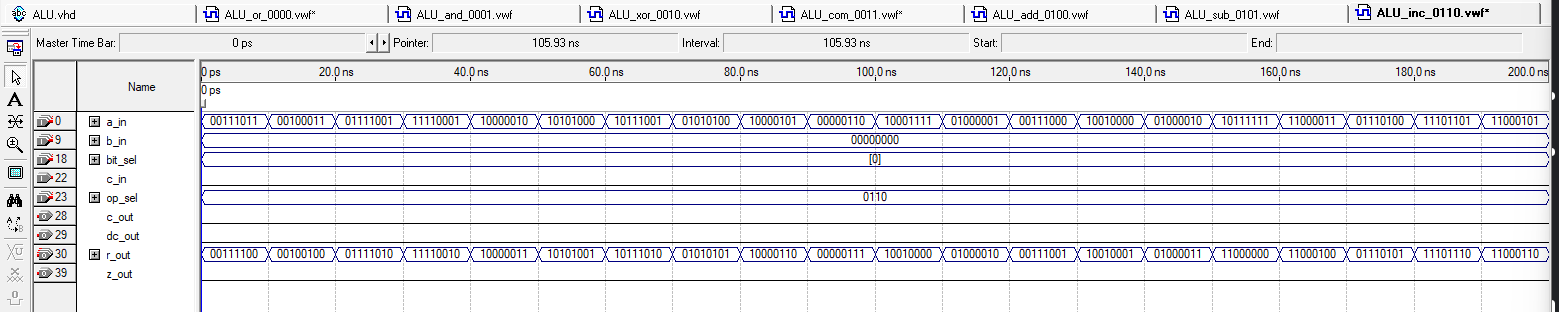 ALU.vhd ALU_or_0000.vwf* ALU_and_0001.vwf ALU_xor_0010.vwf ALU_com_0011.vwf* ALU_add_0100.vwf ALU_sub_0101.vwf ALU_inc_0110.vwf*
Master Time Bar: 0 ps Pointer: 105.93 ns Interval: 105.93 ns Start: End:
Name 0 ps 20.0 ns 40.0 ns 60.0 ns 80.0 ns 100.0 ns 120.0 ns 140.0 ns 160.0 ns 180.0 ns 200.0 ns
0 ps
0 a_in 00111011 00100011 01111001 11110001 10000010 10101000 10111001 01010100 10000101 00000110 10001111 01000001 00111000 10010000 01000010 10111111 11000011 01110100 11101101 11000101
9 b_in 00000000
18 bit_sel [0]
22 c_in
23 op_sel 0110
28 c_out
29 dc_out
30 r_out 00111100 00100100 01111010 11110010 10000011 10101001 10111010 01010101 10000110 00000111 10010000 01000010 00111001 10010001 01000011 11000000 11000100 01110101 11101110 11000110
39 z_out